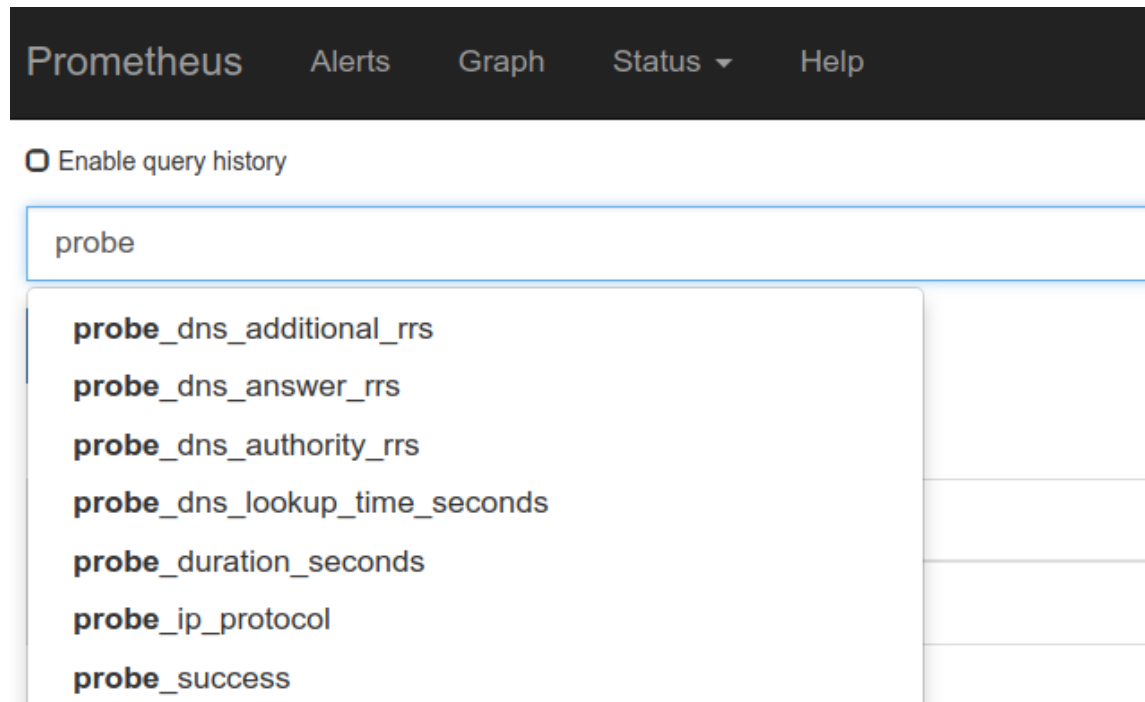 Prometheus Alerts Graph Status Help
Enable query history
probe
probe_dns_additional_rrs
probe_dns_answer_rrs
probe_dns_authority_rrs
probe_dns_lookup_time_seconds
probe_duration_seconds
probe_ip_protocol
probe_success